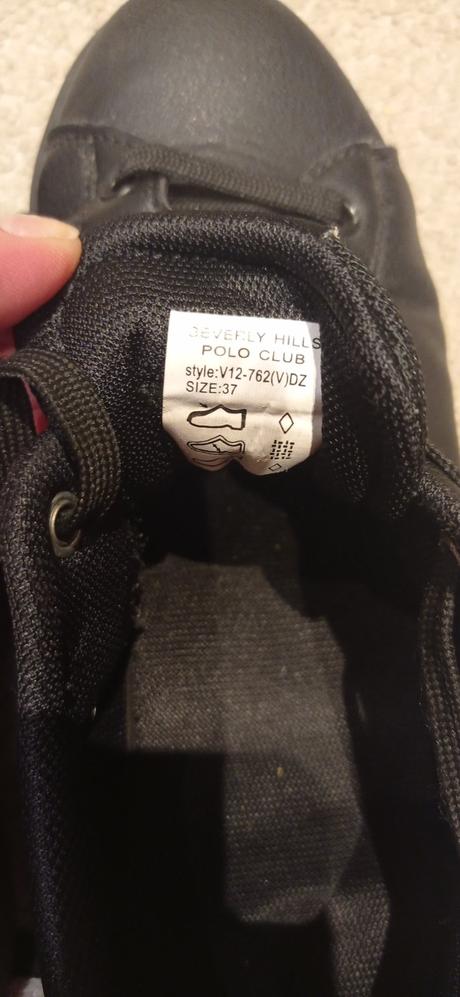 BEVERLY HILLS
POLO CLUB
style:V12-762(V)DZ
SIZE:37